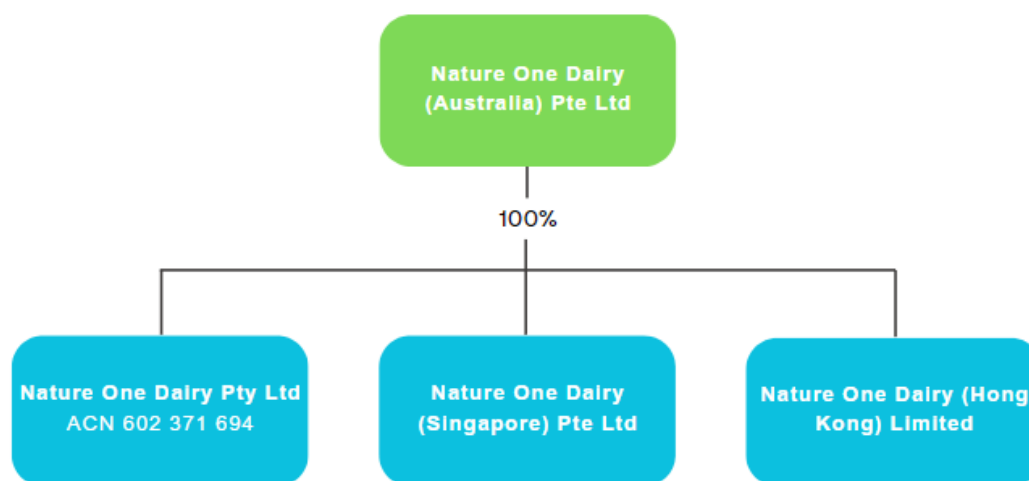 Nature One Dairy
(Australia) Pte Ltd
100%
Nature One Dairy Pty Ltd
ACN 602 371 694
Nature One Dairy
(Singapore) Pte Ltd
Nature One Dairy (Hong
Kong) Limited